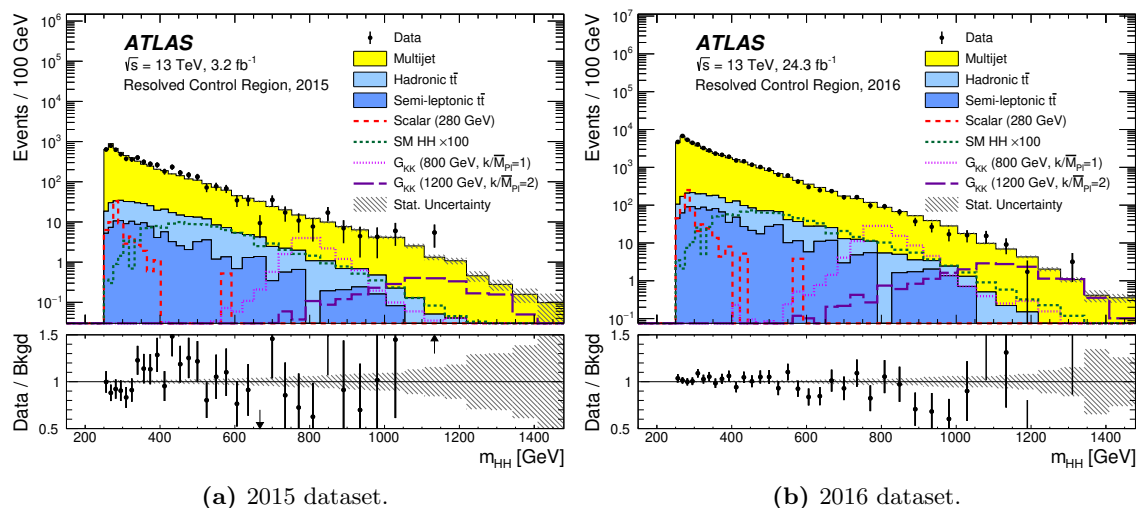 Events / 100 GeV
10⁶
10⁵
10⁴
10³
10²
10
1
10⁻¹
ATLAS
√s = 13 TeV, 3.2 fb⁻¹
Resolved Control Region, 2015
Data
Multijet
Hadronic tt̄
Semi-leptonic tt̄
Scalar (280 GeV)
SM HH ×100
G_KK (800 GeV, k/M̄_Pl=1)
G_KK (1200 GeV, k/M̄_Pl=2)
Stat. Uncertainty
Data / Bkgd
1.5
1
0.5
200 400 600 800 1000 1200 1400
m_HH [GeV]
(a) 2015 dataset.
Events / 100 GeV
10⁷
10⁶
10⁵
10⁴
10³
10²
10
1
10⁻¹
ATLAS
√s = 13 TeV, 24.3 fb⁻¹
Resolved Control Region, 2016
Data
Multijet
Hadronic tt̄
Semi-leptonic tt̄
Scalar (280 GeV)
SM HH ×100
G_KK (800 GeV, k/M̄_Pl=1)
G_KK (1200 GeV, k/M̄_Pl=2)
Stat. Uncertainty
Data / Bkgd
1.5
1
0.5
200 400 600 800 1000 1200 1400
m_HH [GeV]
(b) 2016 dataset.